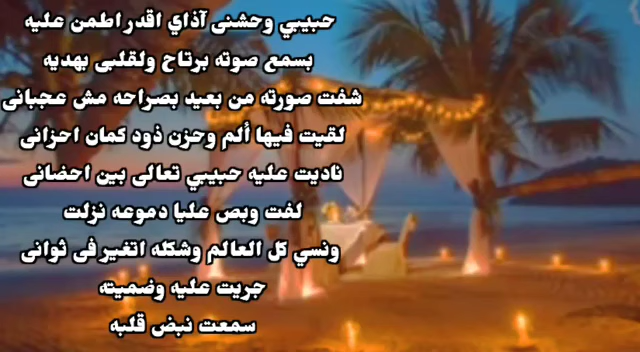 حبيبي وحشنى آذاي اقدر اطمن عليه
بسمع صوته برتاح ولقلبى بهديه
شفت صورته من بعيد بصراحه مش عجبانى
لقيت فيها ألم وحزن ذود كمان احزانى
ناديت عليه حبيبي تعالى بين احضانى
لفت وبص عليا دموعه نزلت
ونسي كل العالم وشكله اتغير فى ثوانى
جريت عليه وضميته
سمعت نبض قلبه